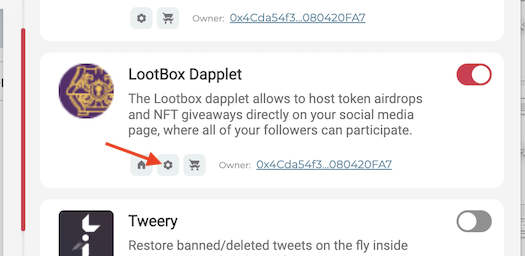 Owner: 0x4Cda54f3...080420FA7
LootBox Dapplet
The Lootbox dapplet allows to host token airdrops
and NFT giveaways directly on your social media
page, where all of your followers can participate.
Owner: 0x4Cda54f3...080420FA7
Tweery
Restore banned/deleted tweets on the fly inside